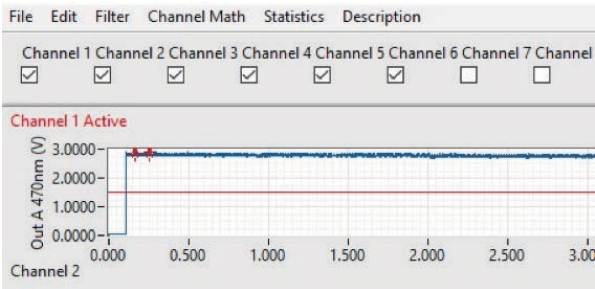 File Edit Filter Channel Math Statistics Description
Channel 1 Channel 2 Channel 3 Channel 4 Channel 5 Channel 6 Channel 7 Channel
Channel 1 Active
Out A 470nm (V)
3.0000
2.0000
1.0000
0.0000
0.000 0.500 1.000 1.500 2.000 2.500 3.00
Channel 2